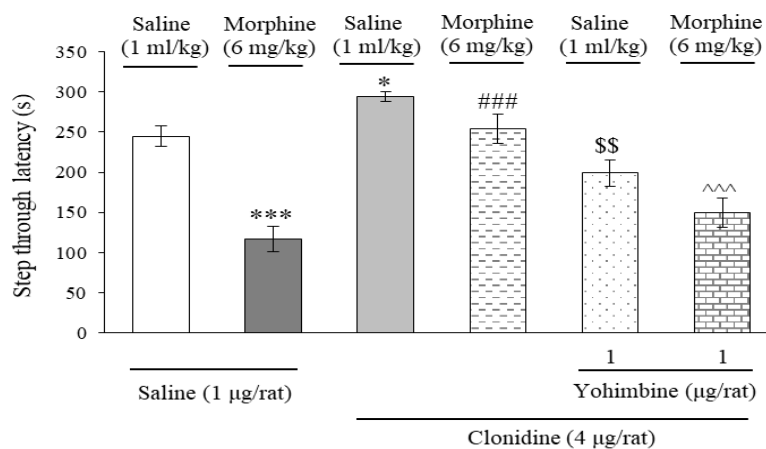 Saline Morphine Saline Morphine Saline Morphine
(1 ml/kg) (6 mg/kg) (1 ml/kg) (6 mg/kg) (1 ml/kg) (6 mg/kg)
Step through latency (s)
350
300
250
200
150
100
50
0
***
*
###
$$
^^^
1 1
Saline (1 μg/rat)
Yohimbine (μg/rat)
Clonidine (4 μg/rat)